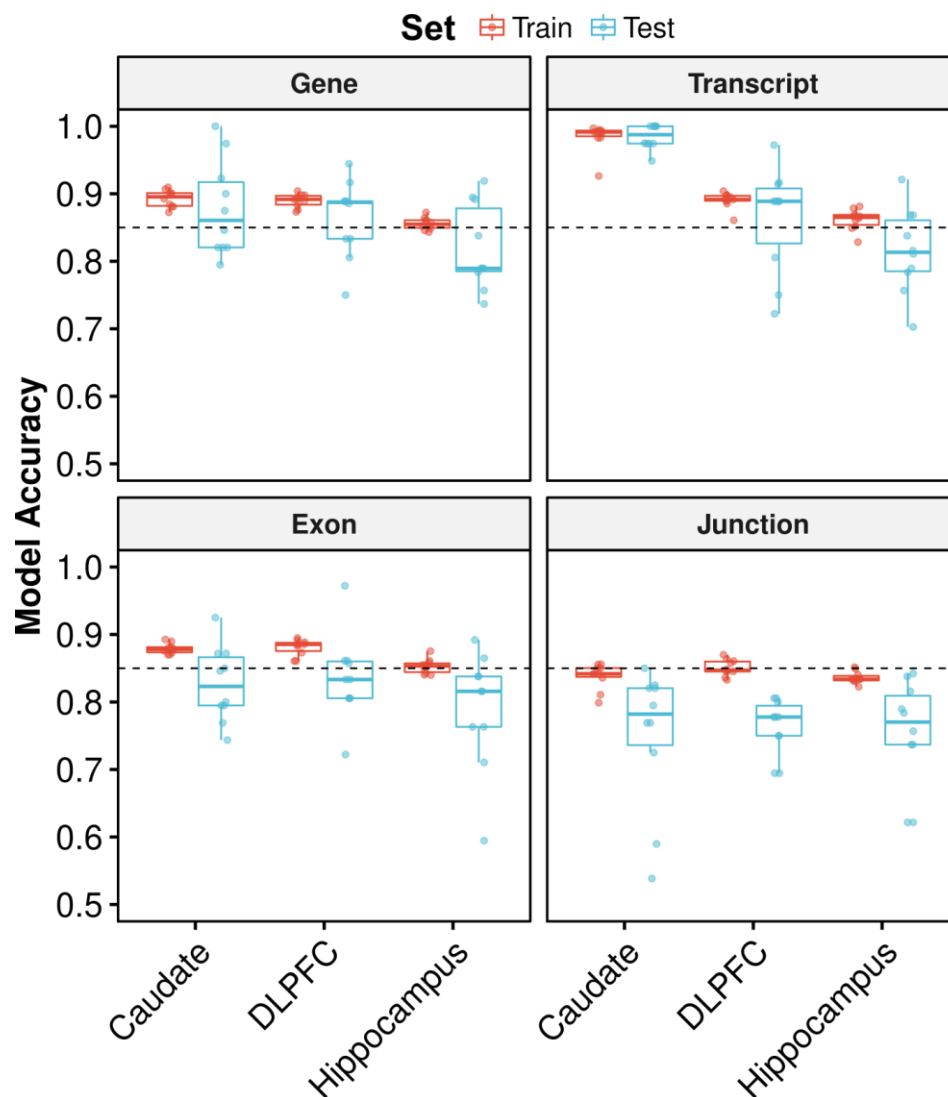 Set Train Test
Gene Transcript
1.0
0.9
0.8
0.7
0.6
0.5
Exon Junction
1.0
0.9
0.8
0.7
0.6
0.5
Model Accuracy
Caudate DLPFC Hippocampus Caudate DLPFC Hippocampus